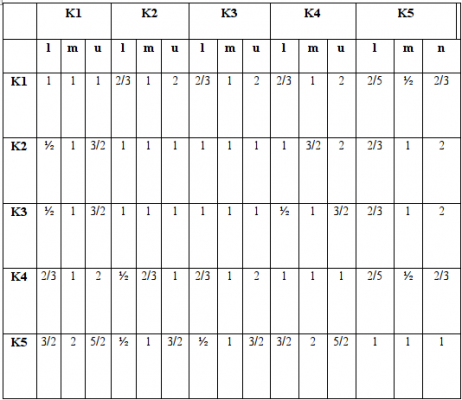 K1 K2 K3 K4 K5
l m u l m u l m u l m u l m n
K1 1 1 1 2/3 1 2 2/3 1 2 2/3 1 2 2/5 ½ 2/3
K2 ½ 1 3/2 1 1 1 1 1 1 1 3/2 2 2/3 1 2
K3 ½ 1 3/2 1 1 1 1 1 1 ½ 1 3/2 2/3 1 2
K4 2/3 1 2 ½ 2/3 1 2/3 1 2 1 1 1 2/5 ½ 2/3
K5 3/2 2 5/2 ½ 1 3/2 ½ 1 3/2 3/2 2 5/2 1 1 1